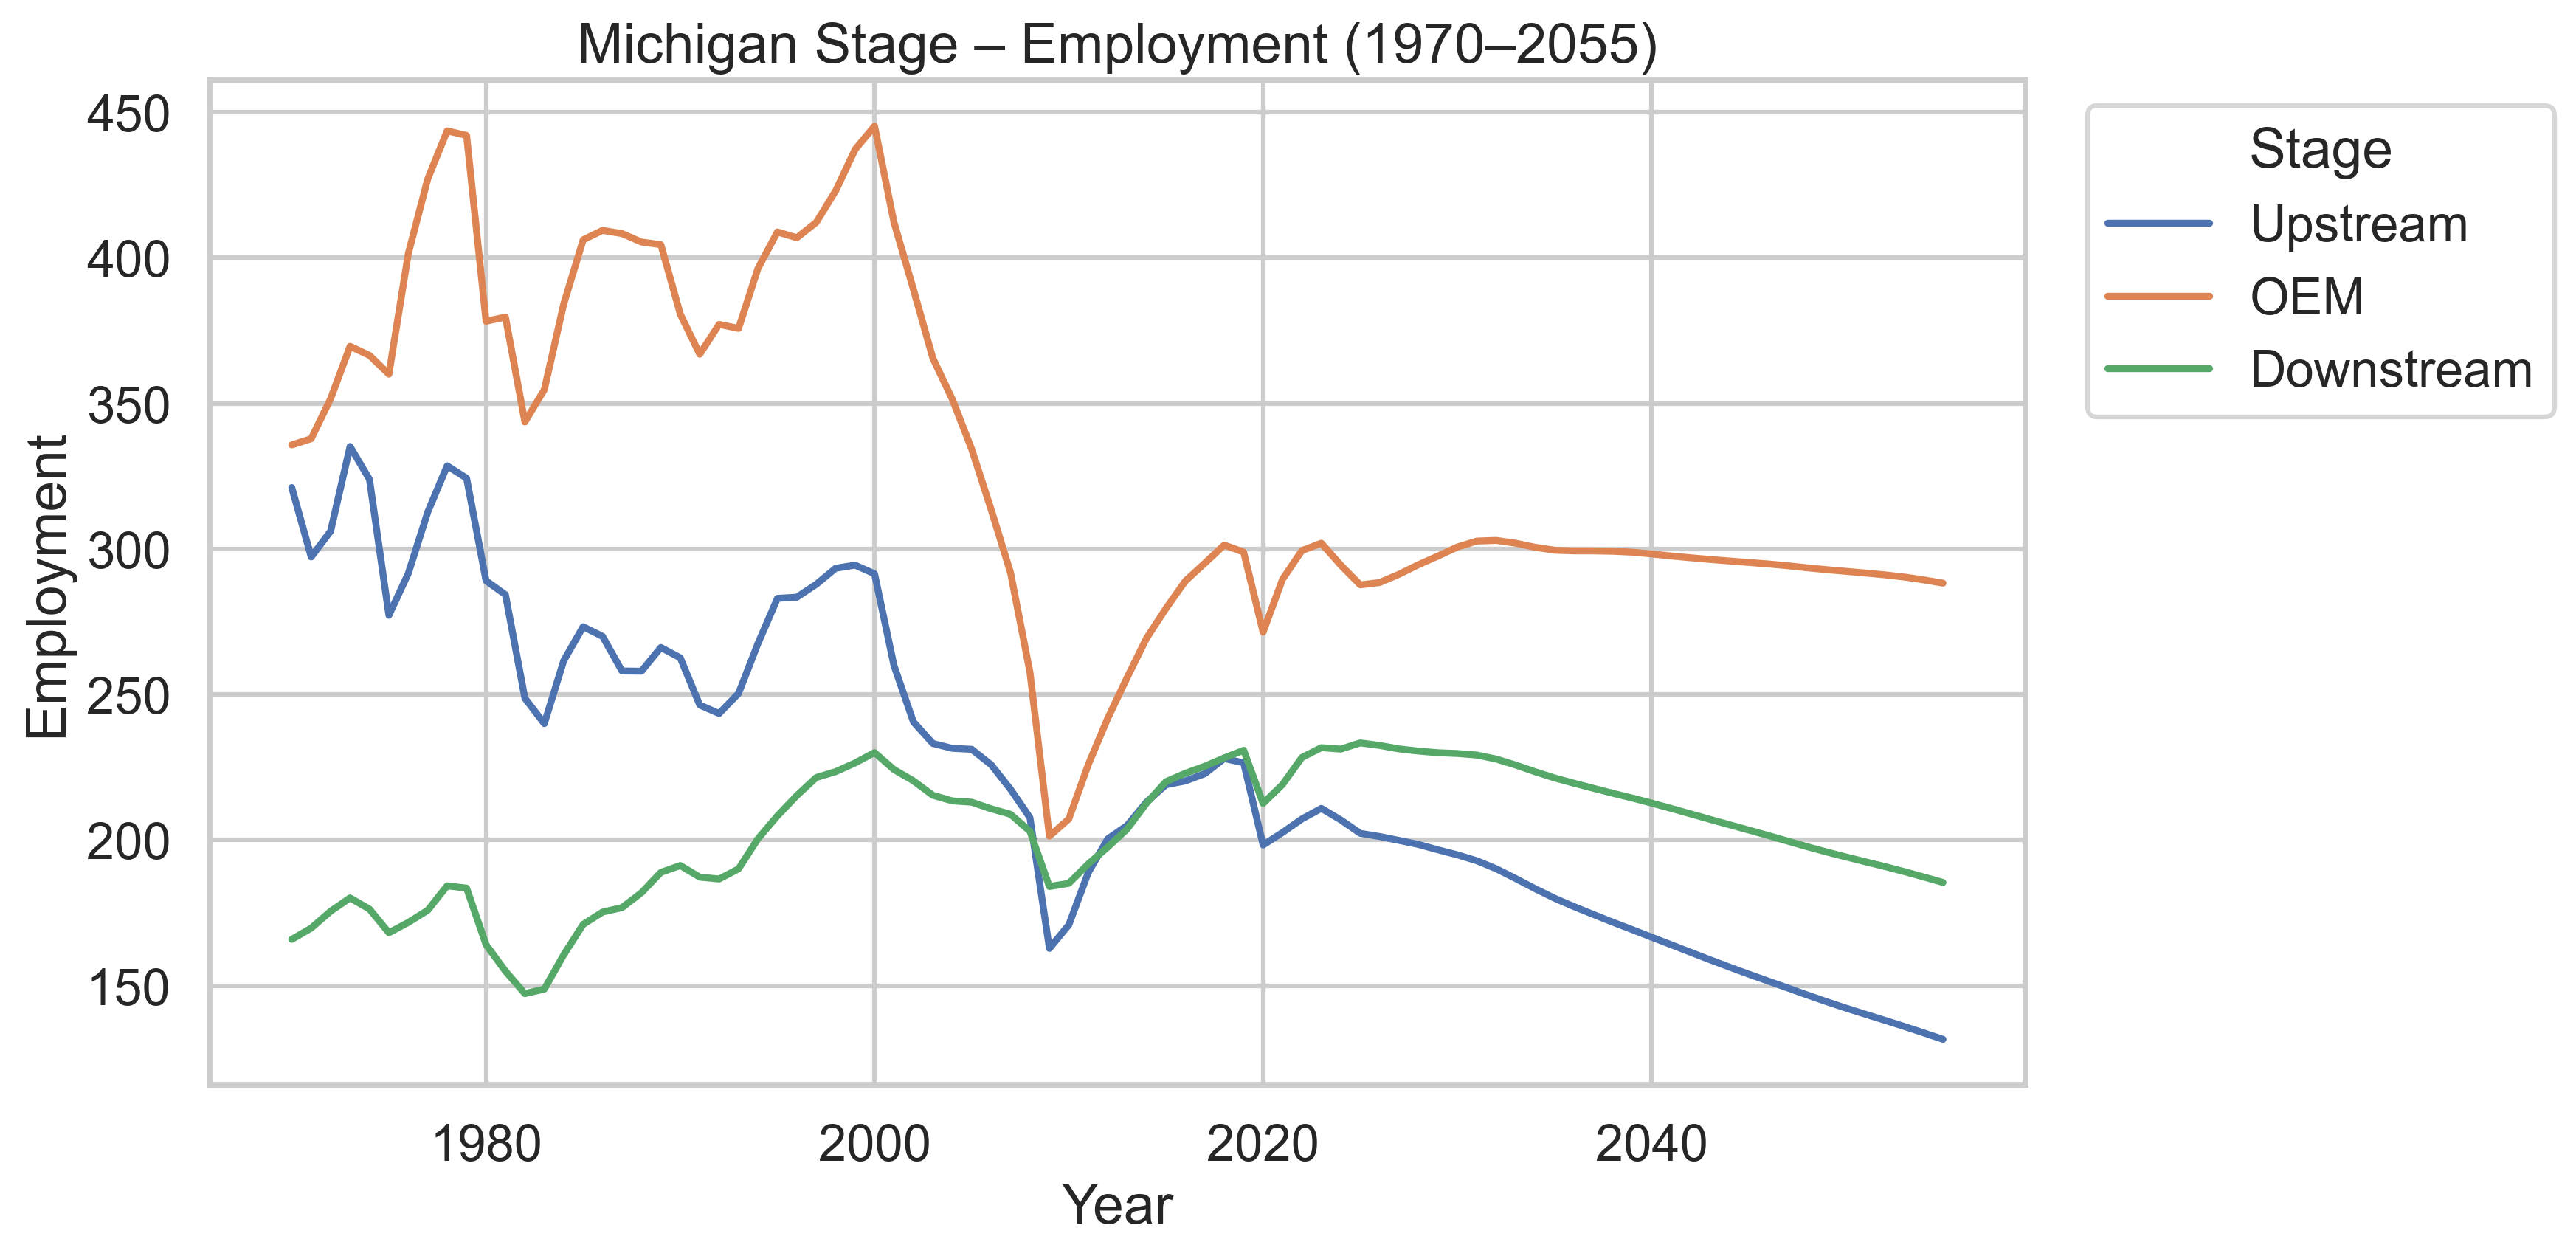 Michigan Stage – Employment (1970–2055)
450
400
350
300
250
200
150
Employment
1980
2000
2020
2040
Year
Stage
Upstream
OEM
Downstream